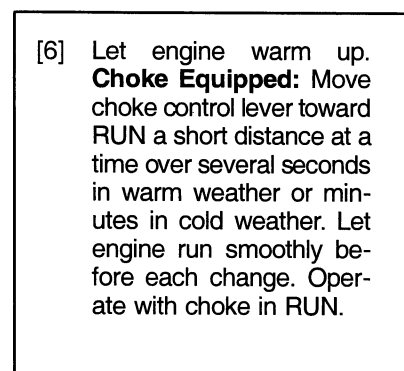 [6] Let engine warm up.
Choke Equipped: Move
choke control lever toward
RUN a short distance at a
time over several seconds
in warm weather or min-
utes in cold weather. Let
engine run smoothly be-
fore each change. Oper-
ate with choke in RUN.